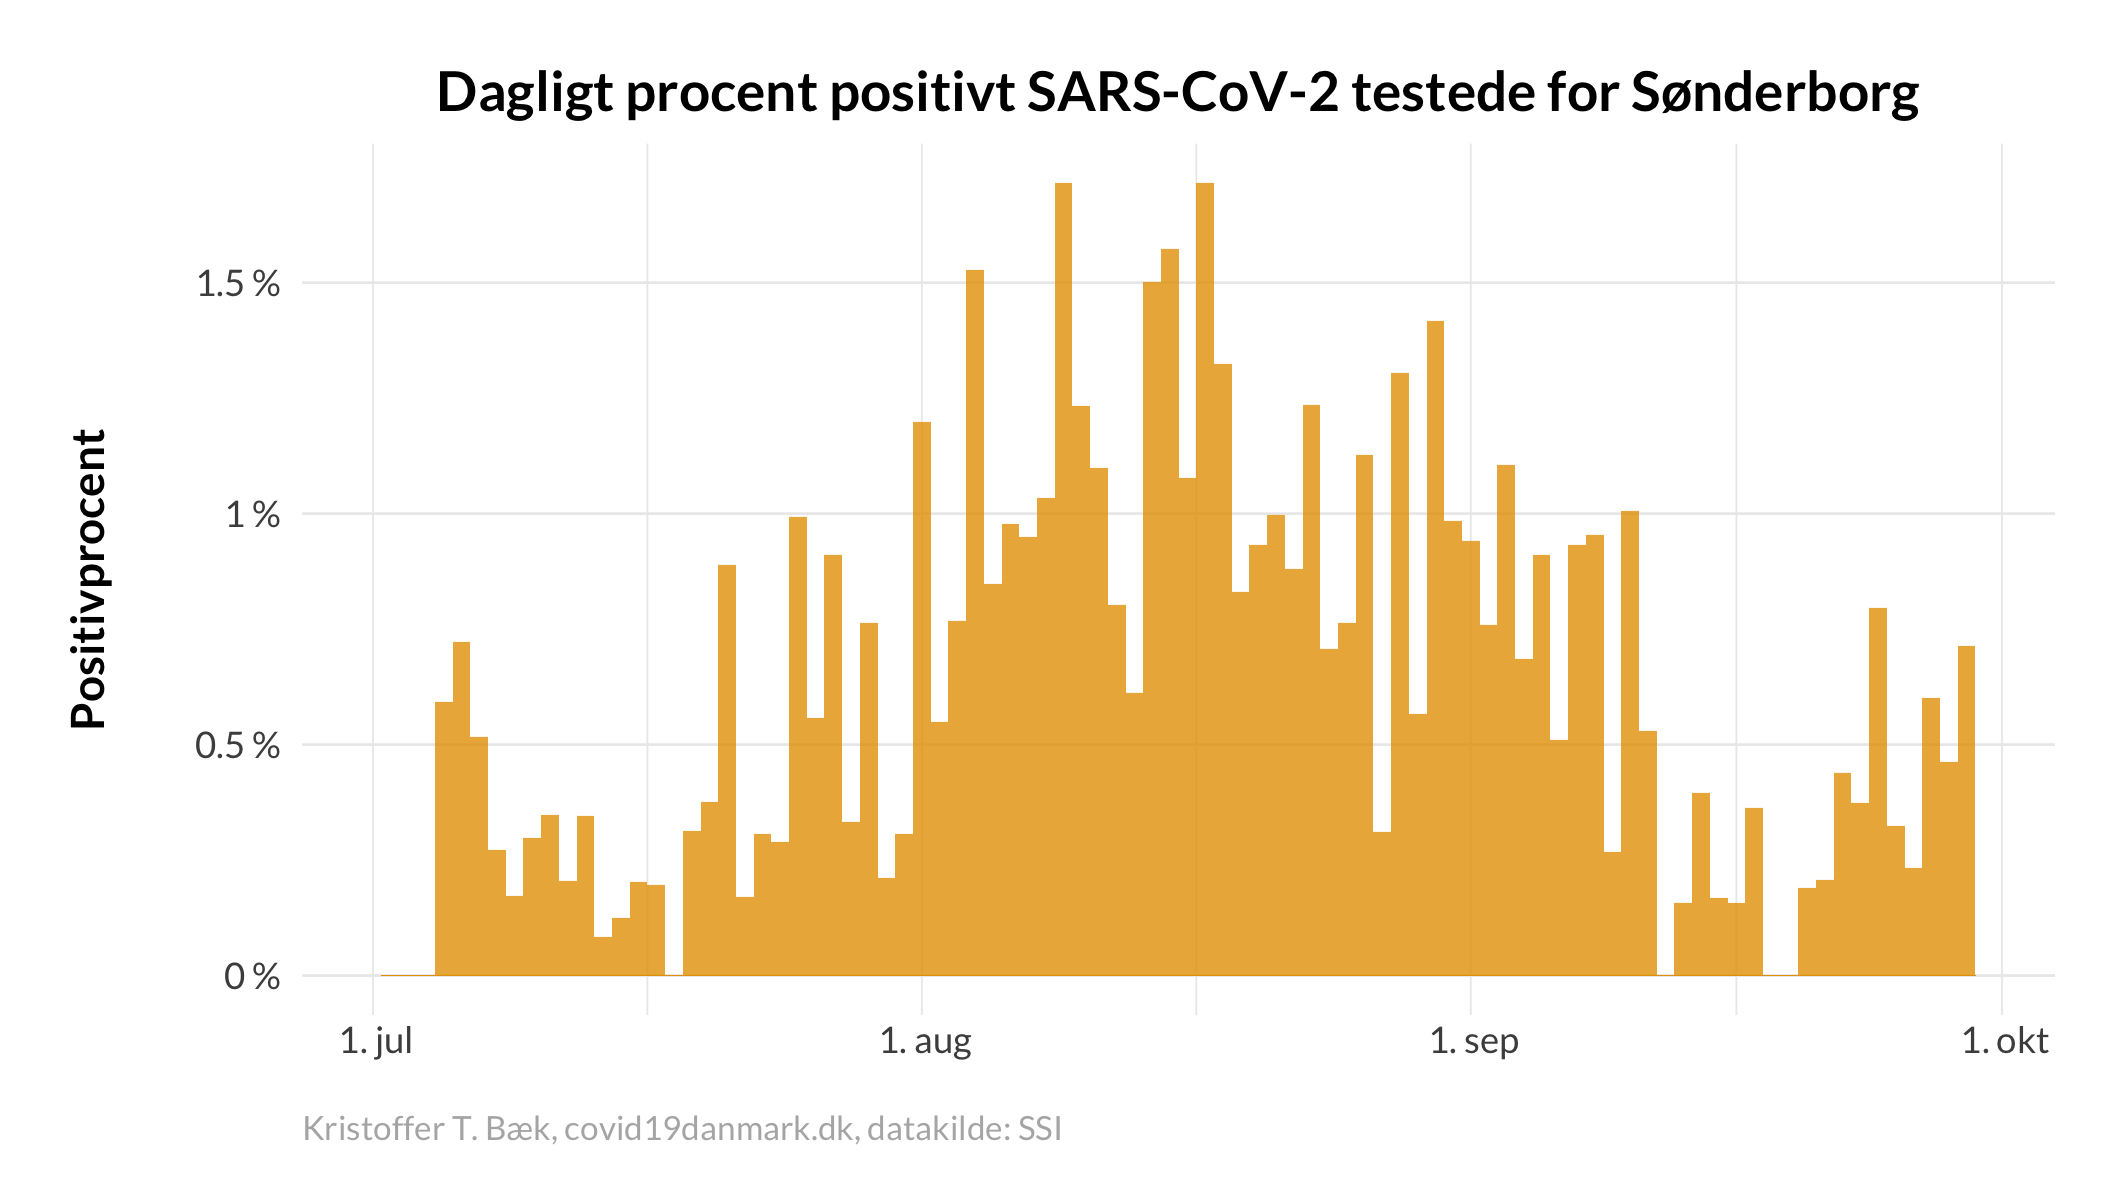 Dagligt procent positivt SARS-CoV-2 testede for Sønderborg
Positivprocent
1.5 %
1 %
0.5 %
0 %
1. jul
1. aug
1. sep
1. okt
Kristoffer T. Bæk, covid19danmark.dk, datakilde: SSI